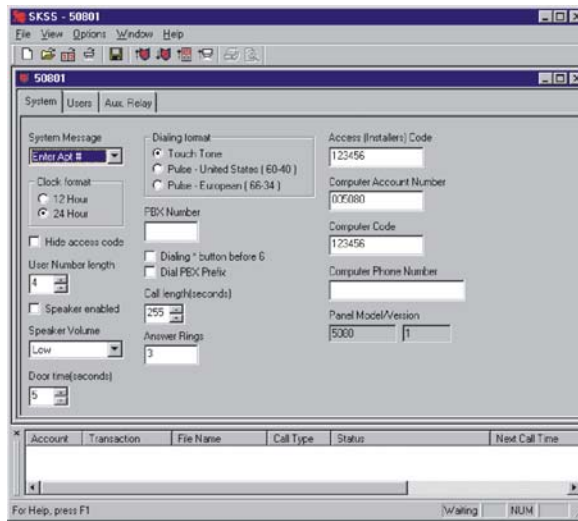 SKSS - 50801
File View Options Window Help
50801
System Users Aux. Relay
System Message
Enter Apt #
Clock format
12 Hour
24 Hour
Hide access code
User Number length
4
Speaker enabled
Speaker Volume
Low
Door time(seconds)
5
Dialing format
Touch Tone
Pulse - United States ( 60-40 )
Pulse - European ( 66-34 )
PBX Number
Dialing * button before 6
Dial PBX Prefix
Call length(seconds)
255
Answer Rings
3
Access (Installers) Code
123456
Computer Account Number
005080
Computer Code
123456
Computer Phone Number
Panel Model/Version
5080 1
Account Transaction File Name Call Type Status Next Call Time
For Help, press F1 Waiting NUM